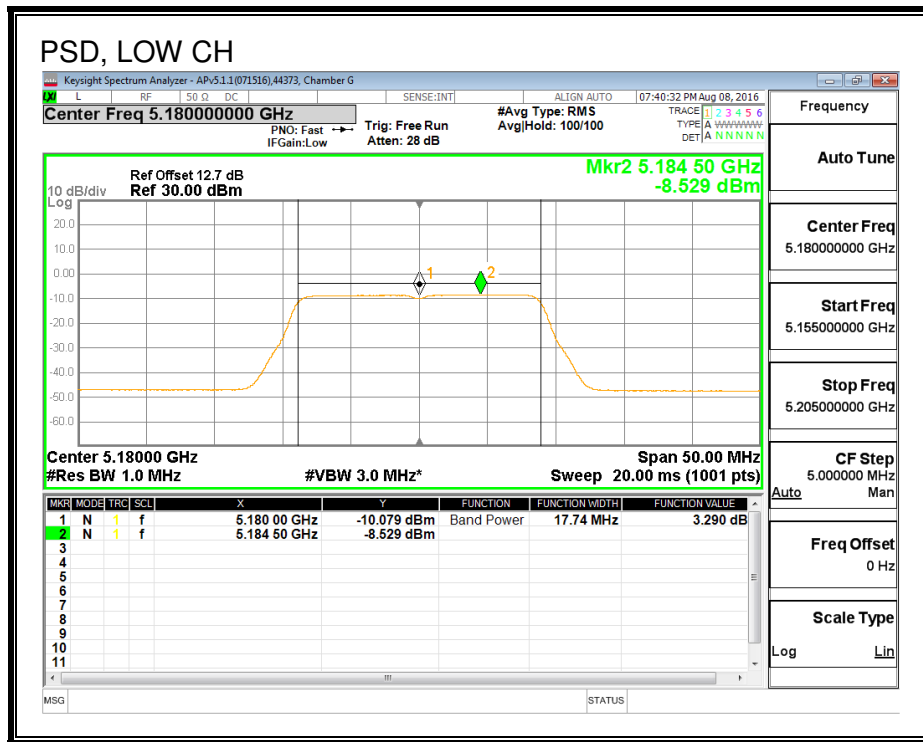 PSD, LOW CH
Keysight Spectrum Analyzer - APv5.1.1(071516),44373, Chamber G
LXI L RF 50 Ω DC SENSE:INT ALIGN AUTO 07:40:32 PM Aug 08, 2016
Center Freq 5.180000000 GHz
PNO: Fast
IFGain:Low
Trig: Free Run
Atten: 28 dB
#Avg Type: RMS
Avg|Hold: 100/100
TRACE 1 2 3 4 5 6
TYPE A WWWWW
DET A N N N N N
Mkr2 5.184 50 GHz
-8.529 dBm
Ref Offset 12.7 dB
10 dB/div Ref 30.00 dBm
Log
20.0
10.0
0.00
-10.0
-20.0
-30.0
-40.0
-50.0
-60.0
1
2
Center 5.18000 GHz Span 50.00 MHz
#Res BW 1.0 MHz #VBW 3.0 MHz* Sweep 20.00 ms (1001 pts)
MKR MODE TRC SCL X Y FUNCTION FUNCTION WIDTH FUNCTION VALUE
1 N 1 f 5.180 00 GHz -10.079 dBm Band Power 17.74 MHz 3.290 dB
2 N 1 f 5.184 50 GHz -8.529 dBm
3
4
5
6
7
8
9
10
11
MSG STATUS
Frequency
Auto Tune
Center Freq
5.180000000 GHz
Start Freq
5.155000000 GHz
Stop Freq
5.205000000 GHz
CF Step
5.000000 MHz
Auto Man
Freq Offset
0 Hz
Scale Type
Log Lin